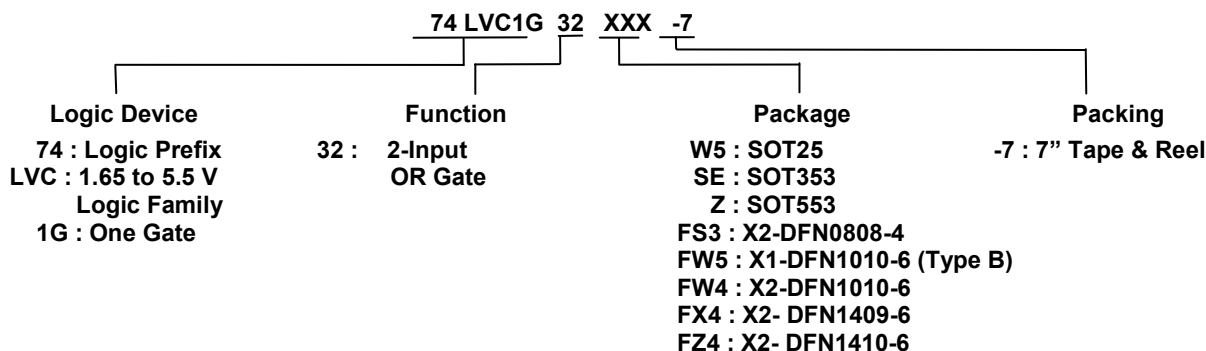 74 LVC1G 32 XXX -7
Logic Device
74 : Logic Prefix
LVC : 1.65 to 5.5 V
Logic Family
1G : One Gate
Function
32 : 2-Input
OR Gate
Package
W5 : SOT25
SE : SOT353
Z : SOT553
FS3 : X2-DFN0808-4
FW5 : X1-DFN1010-6 (Type B)
FW4 : X2-DFN1010-6
FX4 : X2- DFN1409-6
FZ4 : X2- DFN1410-6
Packing
-7 : 7” Tape & Reel